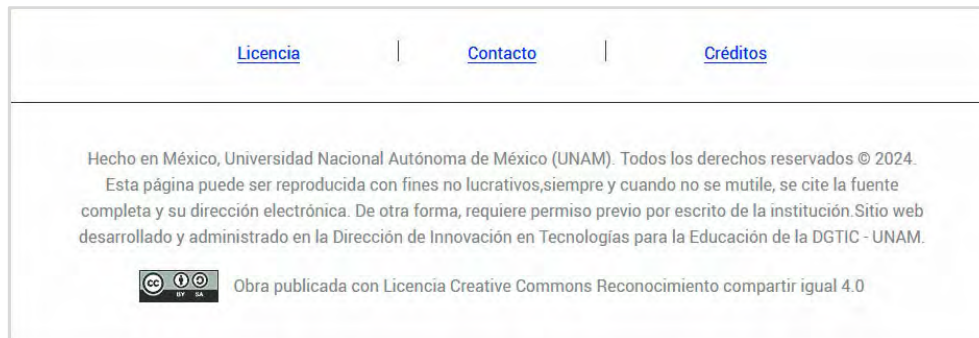 Licencia | Contacto | Créditos
Hecho en México, Universidad Nacional Autónoma de México (UNAM). Todos los derechos reservados © 2024.
Esta página puede ser reproducida con fines no lucrativos,siempre y cuando no se mutile, se cite la fuente
completa y su dirección electrónica. De otra forma, requiere permiso previo por escrito de la institución.Sitio web
desarrollado y administrado en la Dirección de Innovación en Tecnologías para la Educación de la DGTIC - UNAM.
cc BY SA Obra publicada con Licencia Creative Commons Reconocimiento compartir igual 4.0